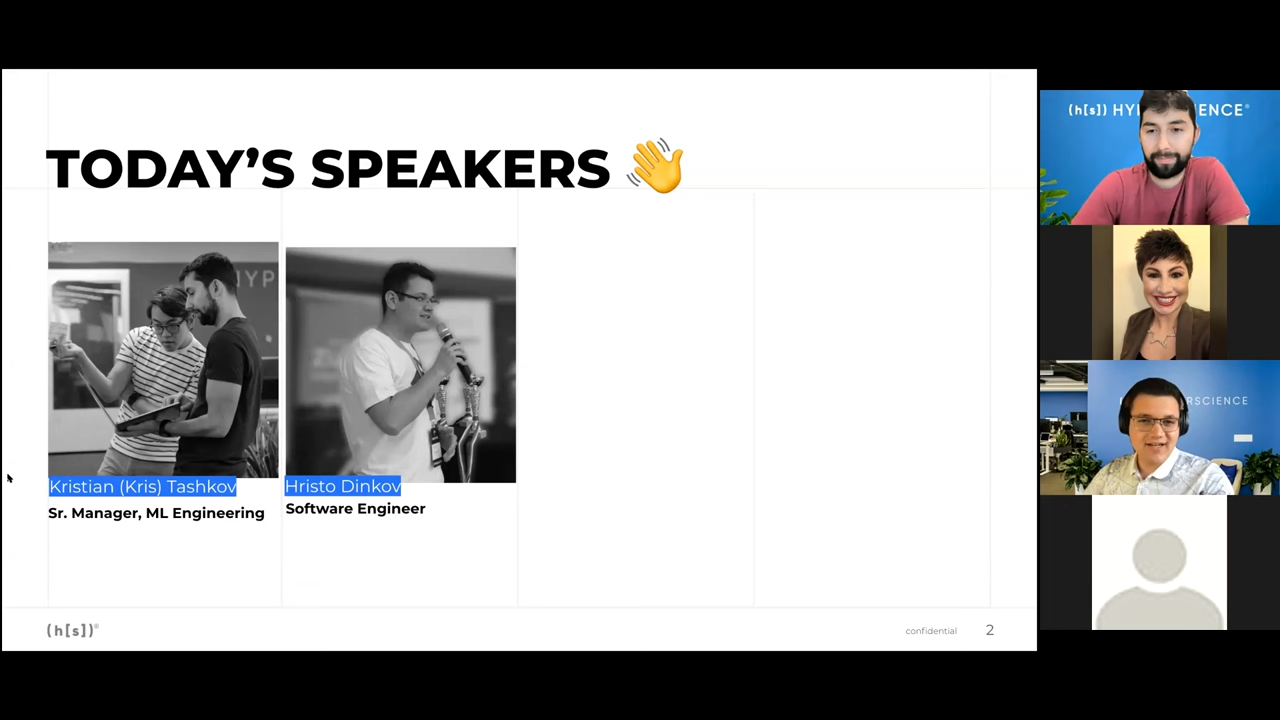 TODAY’S SPEAKERS 👋
Kristian (Kris) Tashkov
Hristo Dinkov
Sr. Manager, ML Engineering
Software Engineer
(h[s])®
confidential
2
(h[s]) HY ENCE®
RSCIENCE